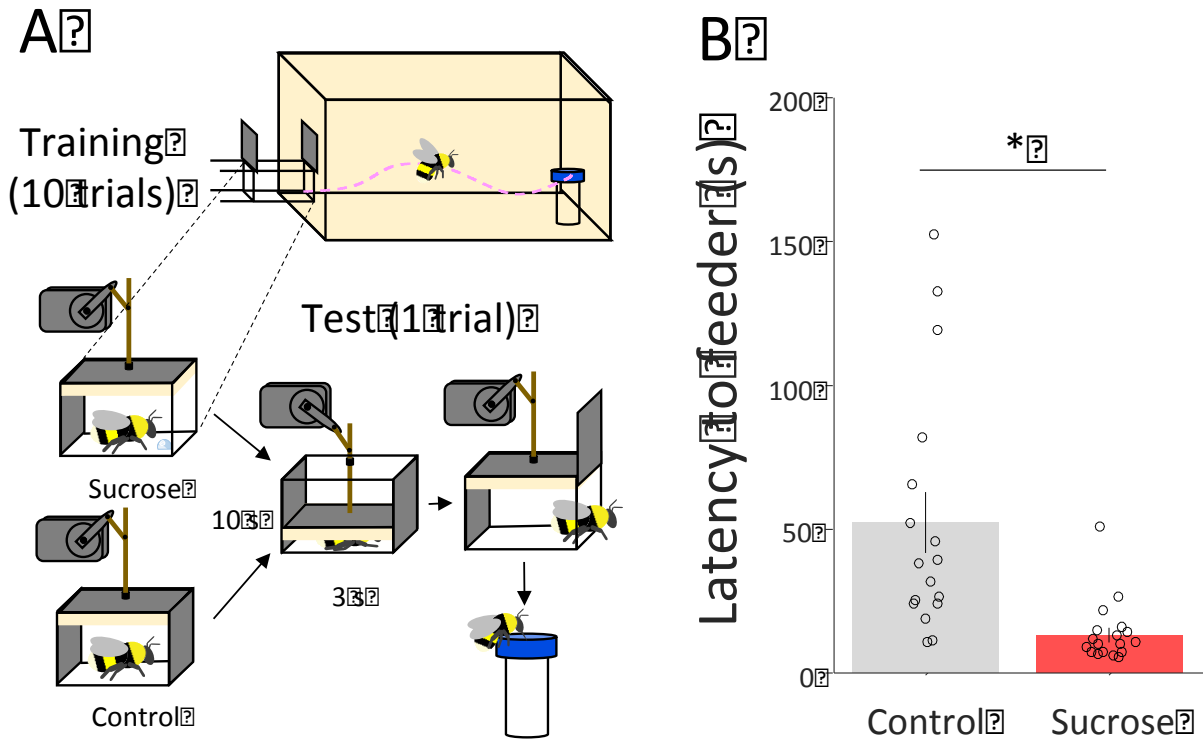 A
Training
(10 trials)
Sucrose
Control
Test (1 trial)
10 s
3 s
B
Latency to feeder (s)
200
150
100
50
0
*
Control Sucrose